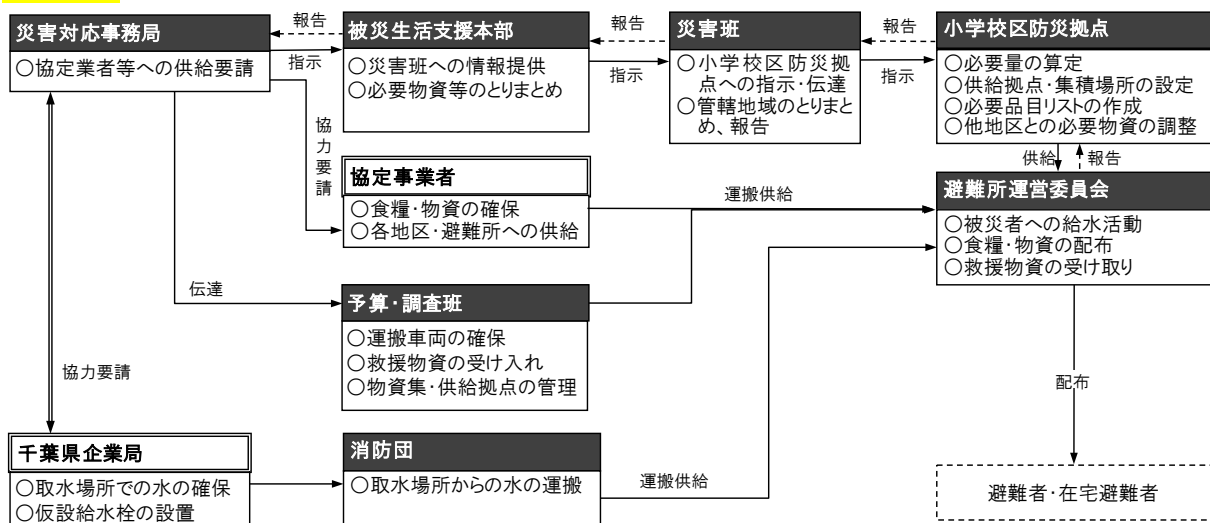 災害対応事務局
○協定業者等への供給要請
報告
指示
被災生活支援本部
○災害班への情報提供
○必要物資等のとりまとめ
報告
指示
災害班
○小学校区防災拠
点への指示・伝達
○管轄地域のとりまと
め、報告
報告
指示
小学校区防災拠点
○必要量の算定
○供給拠点・集積場所の設定
○必要品目リストの作成
○他地区との必要物資の調整
供給
報告
協力要請
協定事業者
○食糧・物資の確保
○各地区・避難所への供給
運搬供給
避難所運営委員会
○被災者への給水活動
○食糧・物資の配布
○救援物資の受け取り
伝達
予算・調査班
○運搬車両の確保
○救援物資の受け入れ
○物資集・供給拠点の管理
協力要請
配布
千葉県企業局
○取水場所での水の確保
○仮設給水栓の設置
消防団
○取水場所からの水の運搬
運搬供給
避難者・在宅避難者